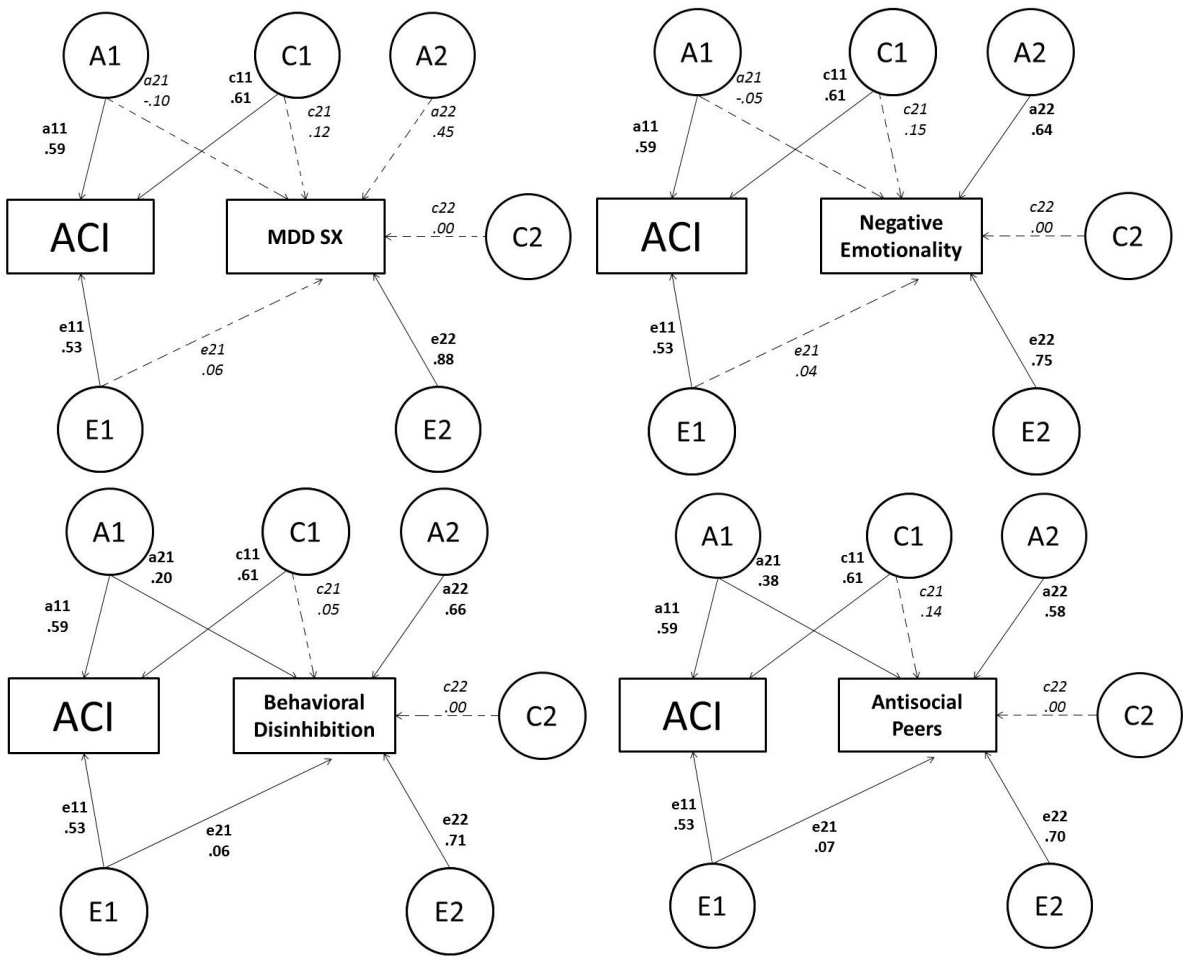 A1
C1
A2
a21
-.10
c11
.61
c21
.12
a22
.45
a11
.59
ACI
MDD SX
c22
.00
C2
e11
.53
e21
.06
e22
.88
E1
E2
A1
C1
A2
a21
-.05
c11
.61
c21
.15
a22
.64
a11
.59
ACI
Negative
Emotionality
c22
.00
C2
e11
.53
e21
.04
e22
.75
E1
E2
A1
C1
A2
a21
.20
c11
.61
c21
.05
a22
.66
a11
.59
ACI
Behavioral
Disinhibition
c22
.00
C2
e11
.53
e21
.06
e22
.71
E1
E2
A1
C1
A2
a21
.38
c11
.61
c21
.14
a22
.58
a11
.59
ACI
Antisocial
Peers
c22
.00
C2
e11
.53
e21
.07
e22
.70
E1
E2